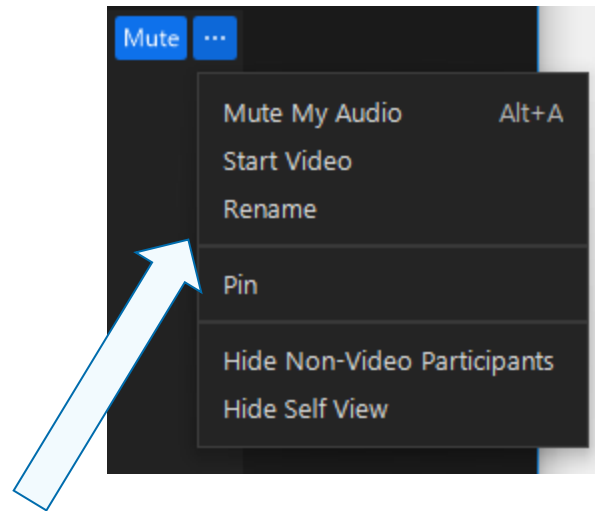 Mute ...
Mute My Audio Alt+A
Start Video
Rename
Pin
Hide Non-Video Participants
Hide Self View